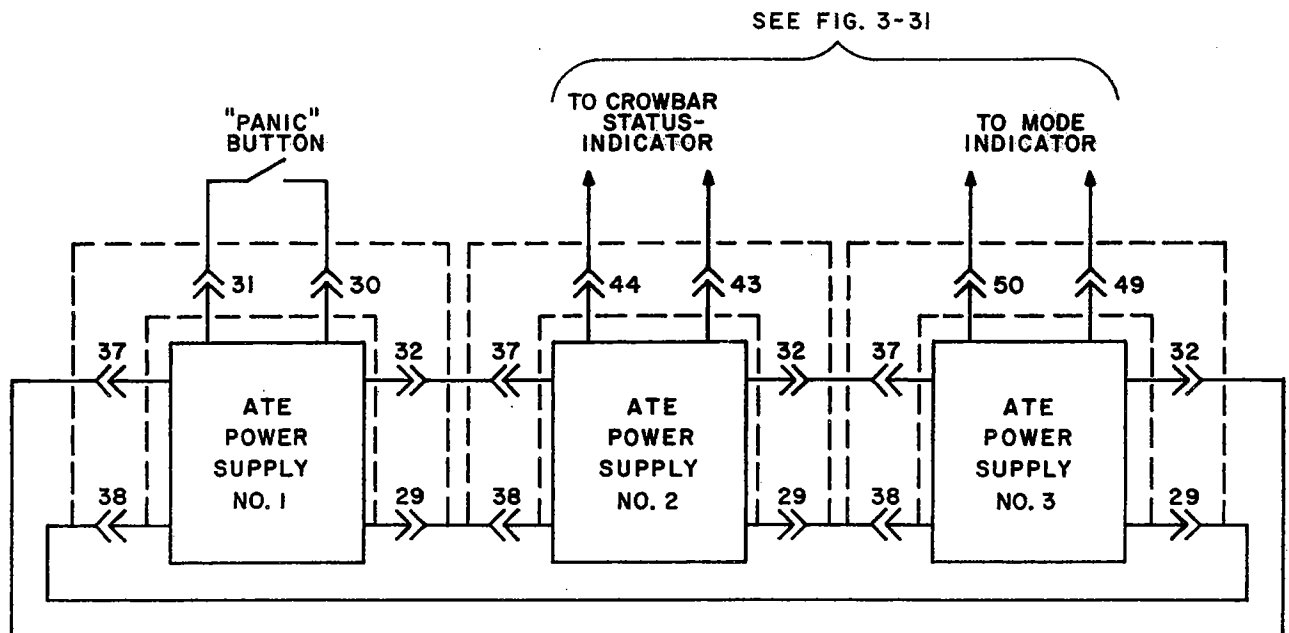 SEE FIG. 3-31
"PANIC"
BUTTON
TO CROWBAR
STATUS-
INDICATOR
TO MODE
INDICATOR
31
30
44
43
50
49
37
32
37
32
37
32
ATE
POWER
SUPPLY
NO. 1
ATE
POWER
SUPPLY
NO. 2
ATE
POWER
SUPPLY
NO. 3
38
29
38
29
38
29